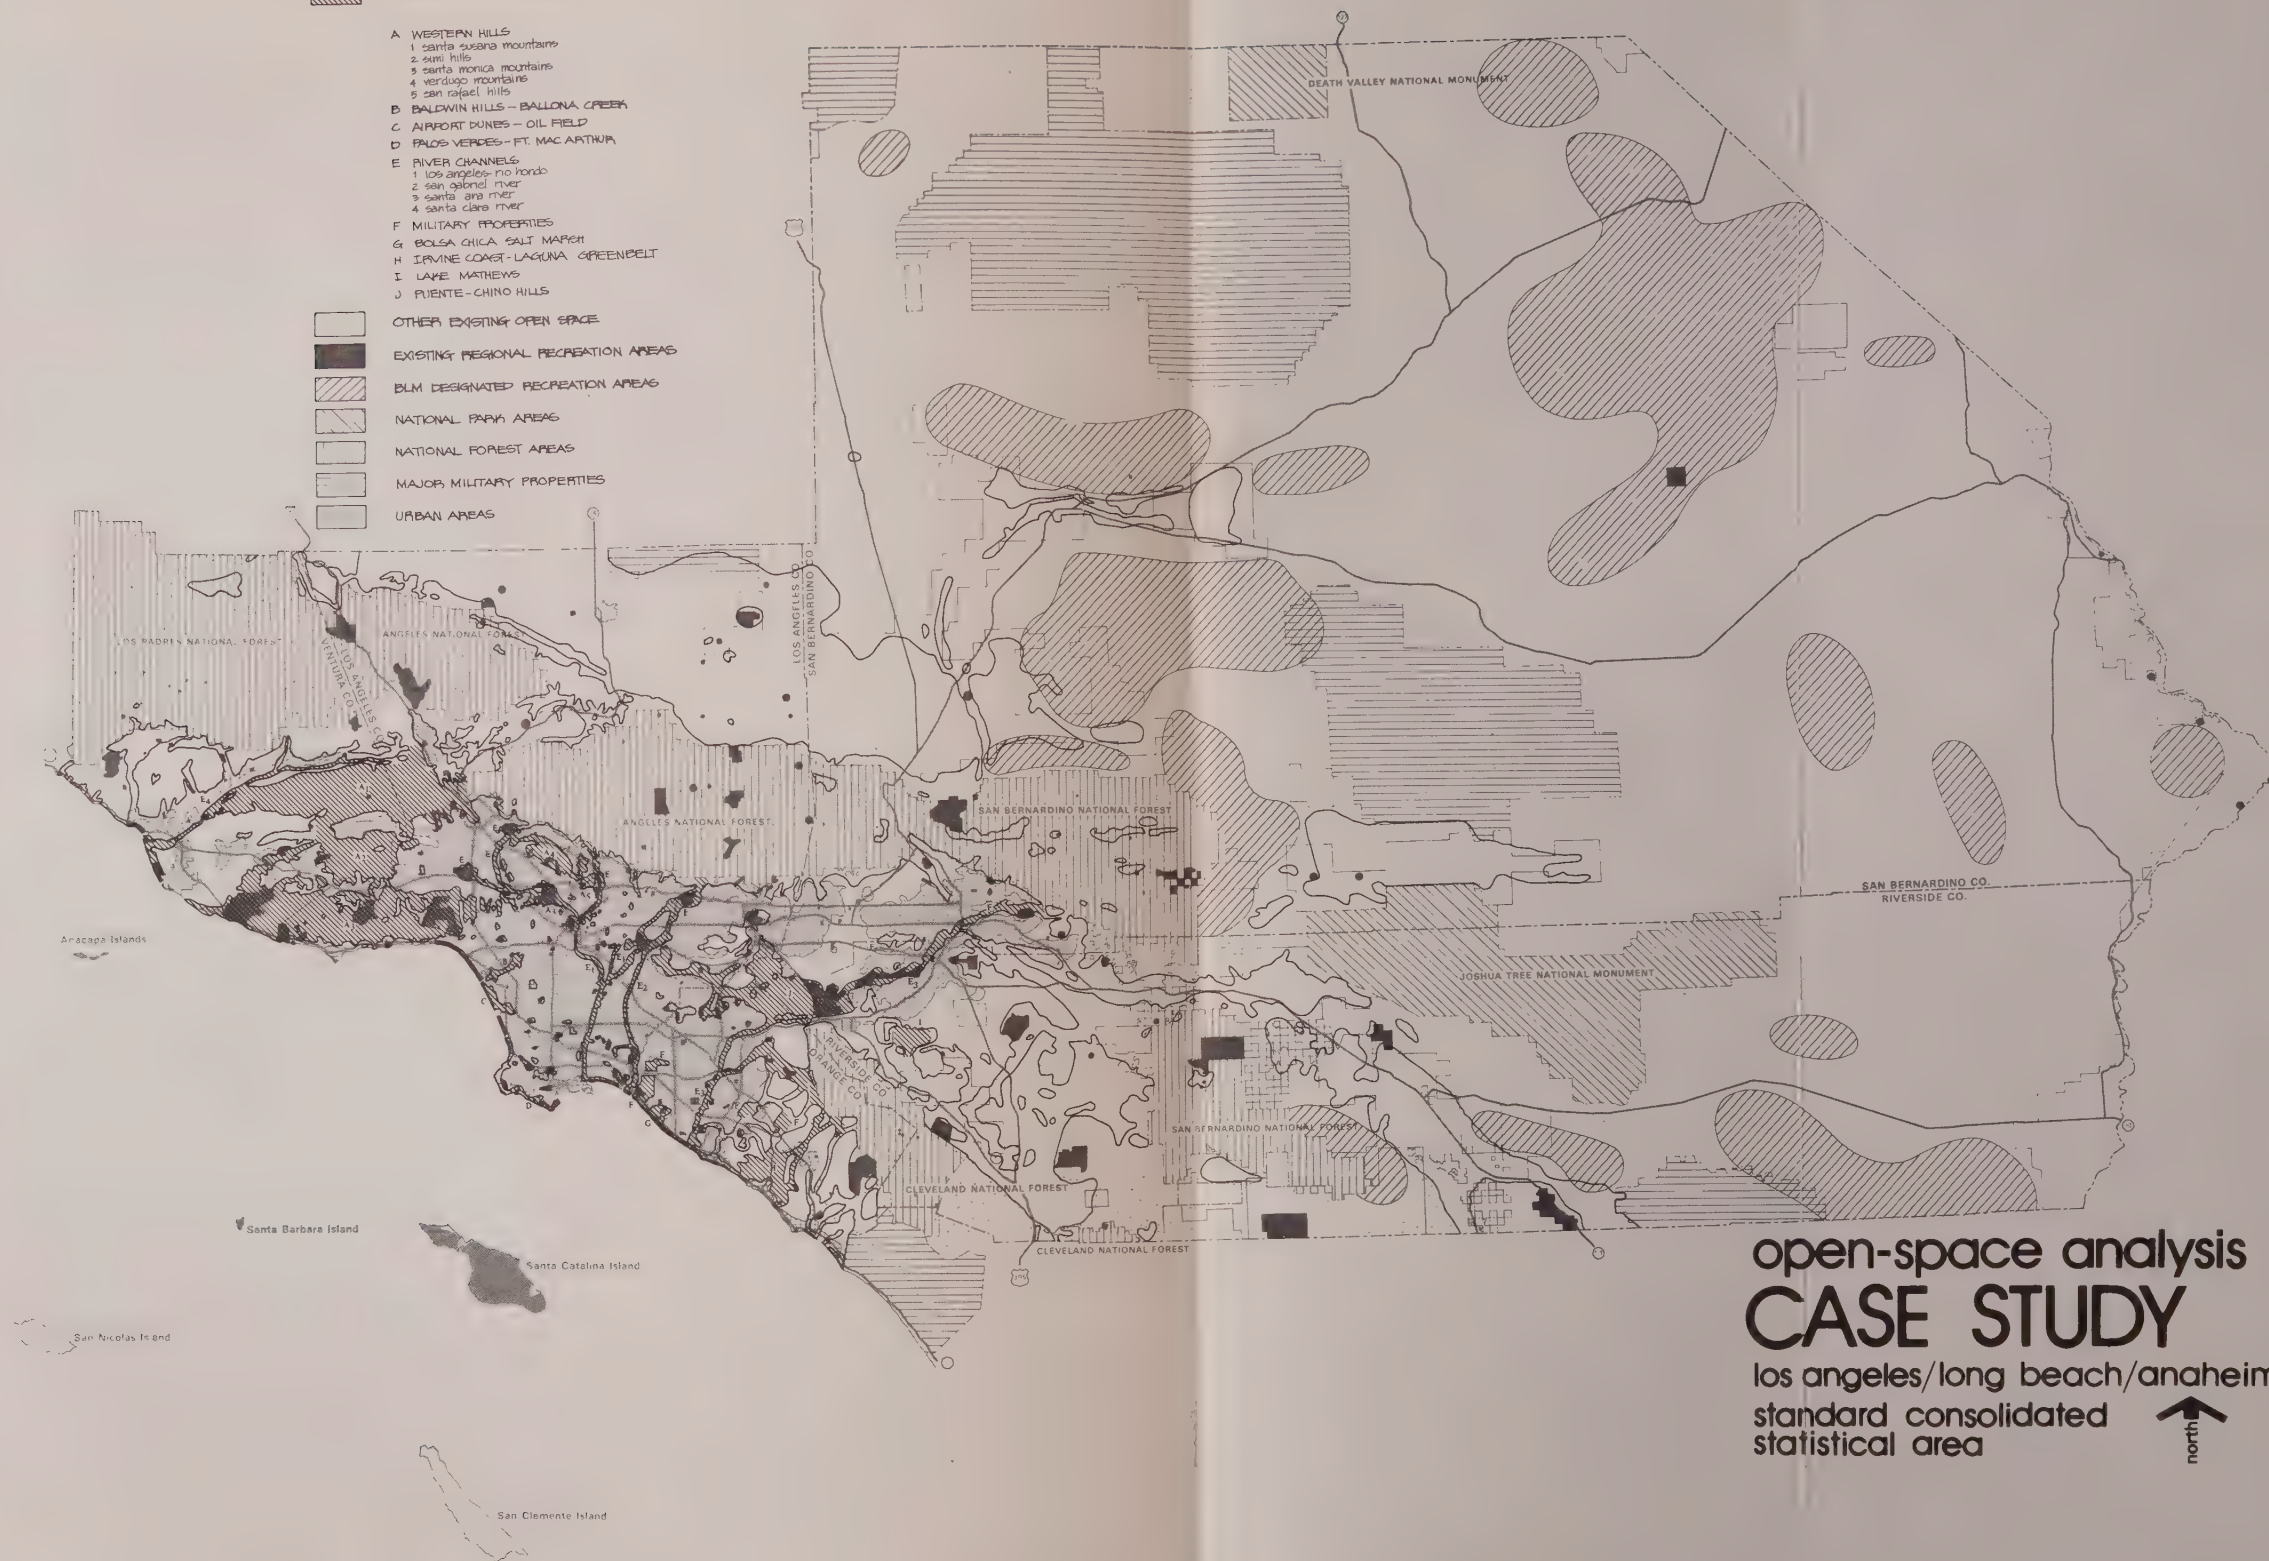 A WESTERN HILLS
1 santa susana mountains
2 simi hills
3 santa monica mountains
4 verdugo mountains
5 san rafael hills
B BALDWIN HILLS - BALLONA CREEK
C AIRPORT DUNES - OIL FIELD
D PALOS VERDES - FT. MAC ARTHUR
E RIVER CHANNELS
1 los angeles - rio hondo
2 san gabriel river
3 santa ana river
4 santa clara river
F MILITARY PROPERTIES
G BOLSA CHICA SALT MARSH
H IRVINE COAST - LAGUNA GREENBELT
I LAKE MATHEWS
J PUENTE - CHINO HILLS
OTHER EXISTING OPEN SPACE
EXISTING REGIONAL RECREATION AREAS
BLM DESIGNATED RECREATION AREAS
NATIONAL PARK AREAS
NATIONAL FOREST AREAS
MAJOR MILITARY PROPERTIES
URBAN AREAS
DEATH VALLEY NATIONAL MONUMENT
LOS PADRES NATIONAL FOREST
ANGELES NATIONAL FOREST
LOS ANGELES CO.
VENTURA CO.
LOS ANGELES CO.
SAN BERNARDINO CO.
ANGELES NATIONAL FOREST
SAN BERNARDINO NATIONAL FOREST
SAN BERNARDINO CO.
RIVERSIDE CO.
JOSHUA TREE NATIONAL MONUMENT
RIVERSIDE CO
ORANGE CO
SAN BERNARDINO NATIONAL FOREST
CLEVELAND NATIONAL FOREST
CLEVELAND NATIONAL FOREST
Anacapa Islands
Santa Barbara Island
Santa Catalina Island
San Nicolas Island
San Clemente Island
open-space analysis
CASE STUDY
los angeles/long beach/anaheim
standard consolidated
statistical area
north